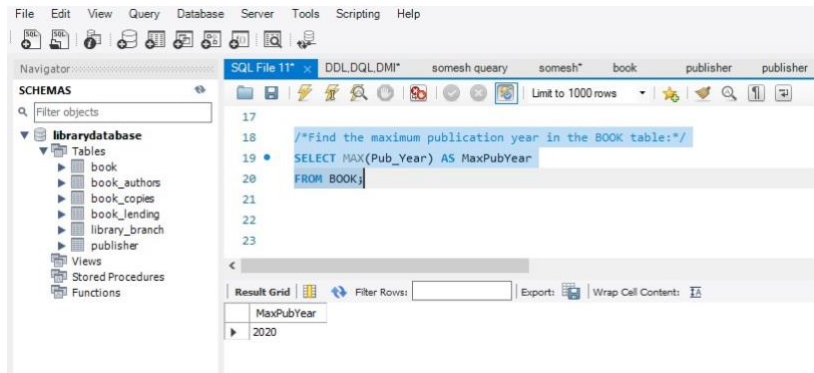 File Edit View Query Database Server Tools Scripting Help
Navigator
SQL File 11* DDL,DQL,DMl* somesh queary somesh* book publisher publisher
SCHEMAS
Limit to 1000 rows
Filter objects
librarydatabase
Tables
book
book_authors
book_copies
book_lending
library_branch
publisher
Views
Stored Procedures
Functions
17
18 /*Find the maximum publication year in the BOOK table:*/
19 SELECT MAX(Pub_Year) AS MaxPubYear
20 FROM BOOK;
21
22
23
Result Grid Filter Rows: Export: Wrap Cell Content:
MaxPubYear
2020